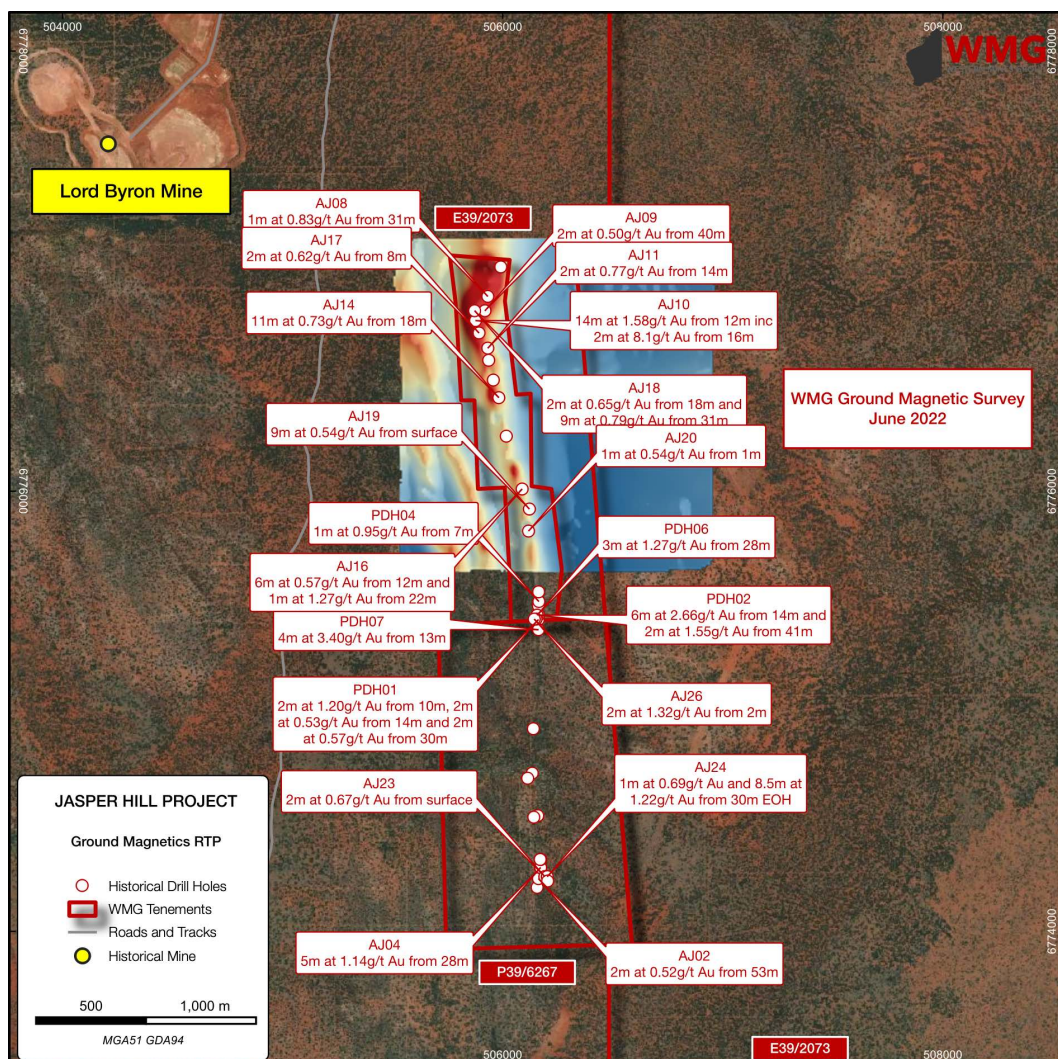 504000
506000
508000
6778000
6778000
WMG
Lord Byron Mine
AJ08
1m at 0.83g/t Au from 31m
E39/2073
AJ09
2m at 0.50g/t Au from 40m
AJ17
2m at 0.62g/t Au from 8m
AJ11
2m at 0.77g/t Au from 14m
AJ14
11m at 0.73g/t Au from 18m
AJ10
14m at 1.58g/t Au from 12m inc
2m at 8.1g/t Au from 16m
AJ18
2m at 0.65g/t Au from 18m and
9m at 0.79g/t Au from 31m
WMG Ground Magnetic Survey
June 2022
AJ19
9m at 0.54g/t Au from surface
AJ20
1m at 0.54g/t Au from 1m
6776000
6776000
PDH04
1m at 0.95g/t Au from 7m
PDH06
3m at 1.27g/t Au from 28m
AJ16
6m at 0.57g/t Au from 12m and
1m at 1.27g/t Au from 22m
PDH02
6m at 2.66g/t Au from 14m and
2m at 1.55g/t Au from 41m
PDH07
4m at 3.40g/t Au from 13m
PDH01
2m at 1.20g/t Au from 10m, 2m
at 0.53g/t Au from 14m and 2m
at 0.57g/t Au from 30m
AJ26
2m at 1.32g/t Au from 2m
AJ23
2m at 0.67g/t Au from surface
AJ24
1m at 0.69g/t Au and 8.5m at
1.22g/t Au from 30m EOH
AJ04
5m at 1.14g/t Au from 28m
AJ02
2m at 0.52g/t Au from 53m
P39/6267
6774000
JASPER HILL PROJECT
Ground Magnetics RTP
Historical Drill Holes
WMG Tenements
Roads and Tracks
Historical Mine
500
1,000 m
MGA51 GDA94
506000
508000
E39/2073